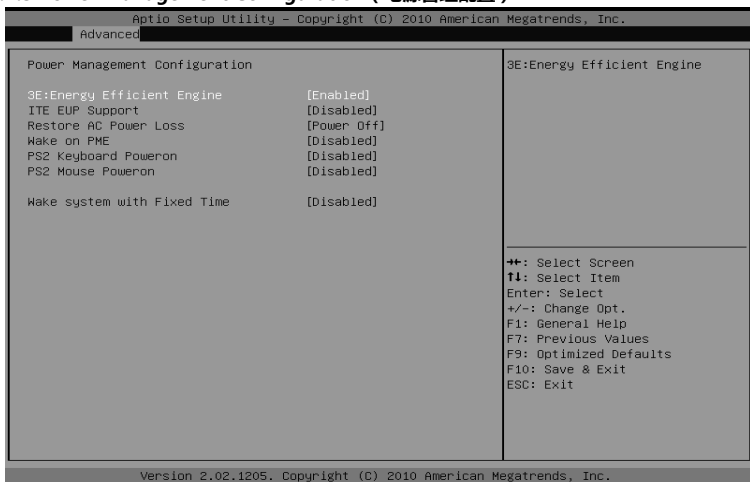 Aptio Setup Utility – Copyright (C) 2010 American Megatrends, Inc.
Advanced
Power Management Configuration
3E:Energy Efficient Engine [Enabled]
ITE EUP Support [Disabled]
Restore AC Power Loss [Power Off]
Wake on PME [Disabled]
PS2 Keyboard Poweron [Disabled]
PS2 Mouse Poweron [Disabled]
Wake system with Fixed Time [Disabled]
3E:Energy Efficient Engine
→←: Select Screen
↑↓: Select Item
Enter: Select
+/-: Change Opt.
F1: General Help
F7: Previous Values
F9: Optimized Defaults
F10: Save & Exit
ESC: Exit
Version 2.02.1205. Copyright (C) 2010 American Megatrends, Inc.